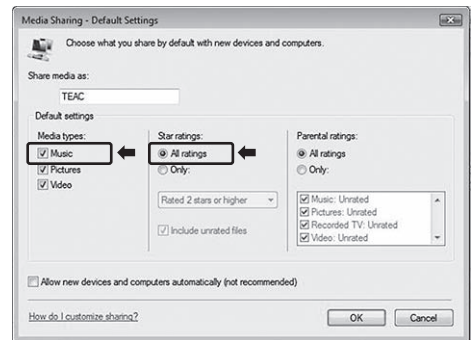 Media Sharing - Default Settings
Choose what you share by default with new devices and computers.
Share media as:
TEAC
Default settings
Media types:
Music
Pictures
Video
Star ratings:
All ratings
Only:
Rated 2 stars or higher
Include unrated files
Parental ratings:
All ratings
Only:
Music: Unrated
Pictures: Unrated
Recorded TV: Unrated
Video: Unrated
Allow new devices and computers automatically (not recommended)
How do I customize sharing?
OK
Cancel